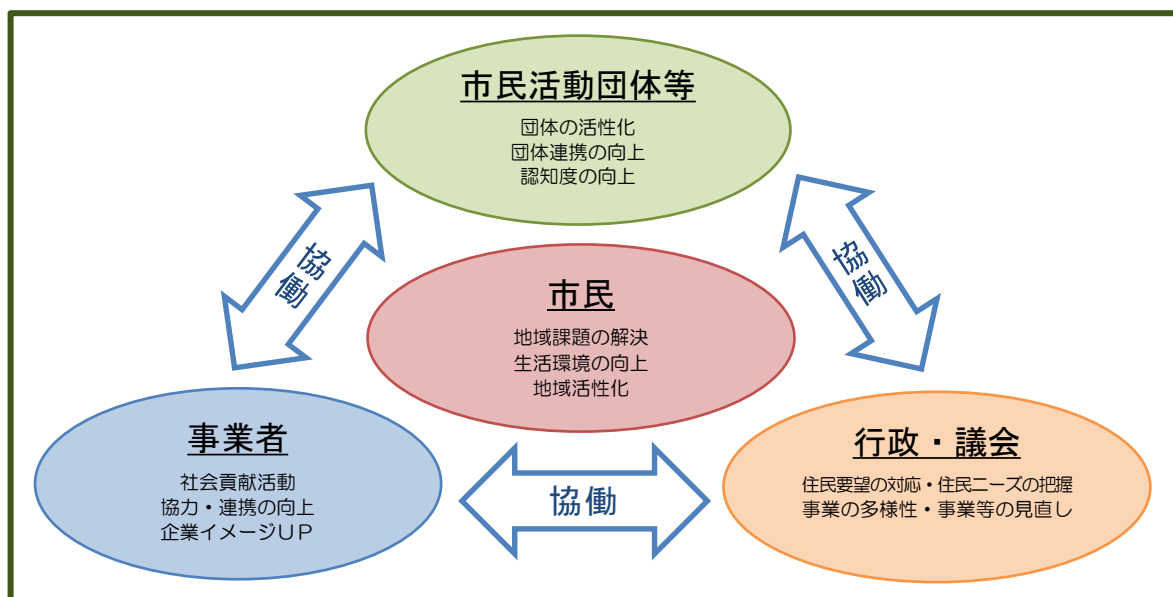 市民活動団体等
団体の活性化
団体連携の向上
認知度の向上
協働
協働
市民
地域課題の解決
生活環境の向上
地域活性化
事業者
社会貢献活動
協力・連携の向上
企業イメージUP
協働
行政・議会
住民要望の対応・住民ニーズの把握
事業の多様性・事業等の見直し